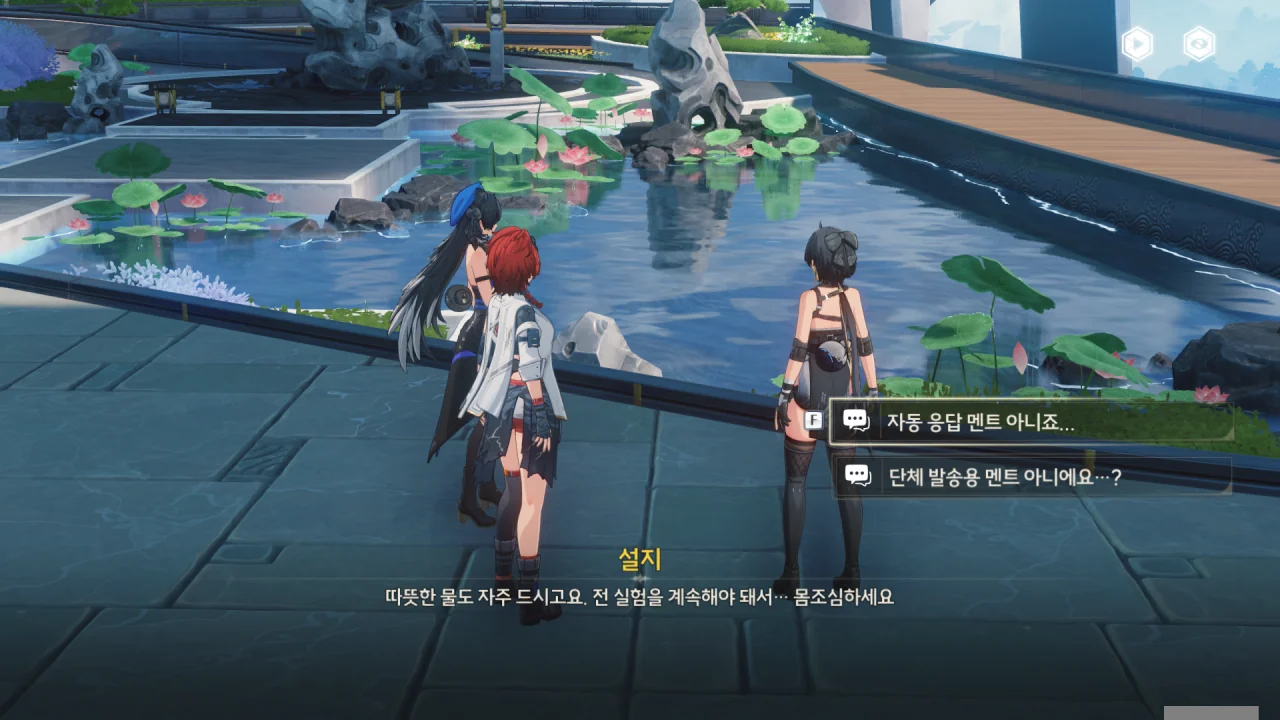 F 자동 응답 멘트 아니죠...
단체 발송용 멘트 아니에요…?
설지
따뜻한 물도 자주 드시고요. 전 실험을 계속해야 돼서… 몸조심하세요